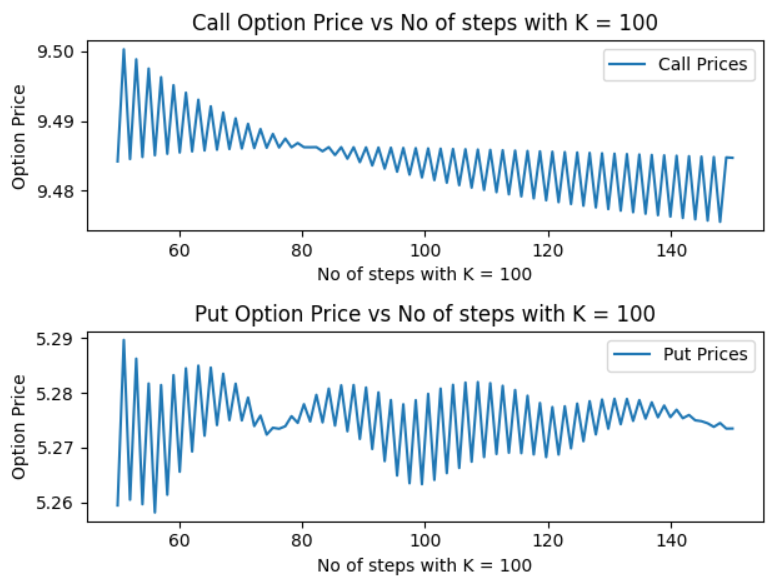 Call Option Price vs No of steps with K = 100
9.50
9.49
9.48
Option Price
Call Prices
60 80 100 120 140
No of steps with K = 100
Put Option Price vs No of steps with K = 100
5.29
5.28
5.27
5.26
Option Price
Put Prices
60 80 100 120 140
No of steps with K = 100